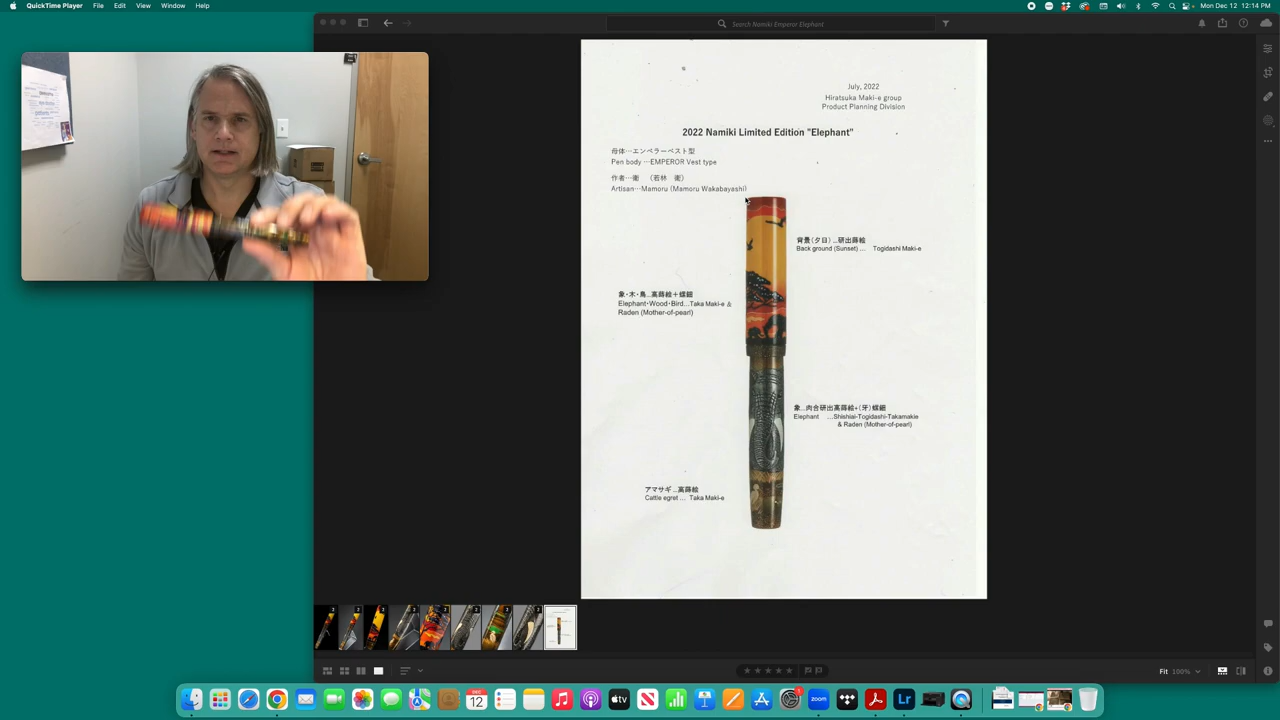 QuickTime Player File Edit View Window Help
Mon Dec 12 12:14 PM
Search Namiki Emperor Elephant
July, 2022
Hiratsuka Maki-e group
Product Planning Division
2022 Namiki Limited Edition "Elephant"
母体…エンペラーベスト型
Pen body …EMPEROR Vest type
作者…衛 （若林 衛）
Artisan…Mamoru (Mamoru Wakabayashi)
背景（夕日）…研出蒔絵
Back ground (Sunset) … Togidashi Maki-e
象・木・鳥…高蒔絵＋螺鈿
Elephant・Wood・Bird…Taka Maki-e &
Raden (Mother-of-pearl)
象…肉合研出高蒔絵+（牙）螺鈿
Elephant …Shishiai-Togidashi-Takamakie
& Raden (Mother-of-pearl)
アマサギ…高蒔絵
Cattle egret … Taka Maki-e
Fit 100%
DEC
12
tv
zoom
Lr